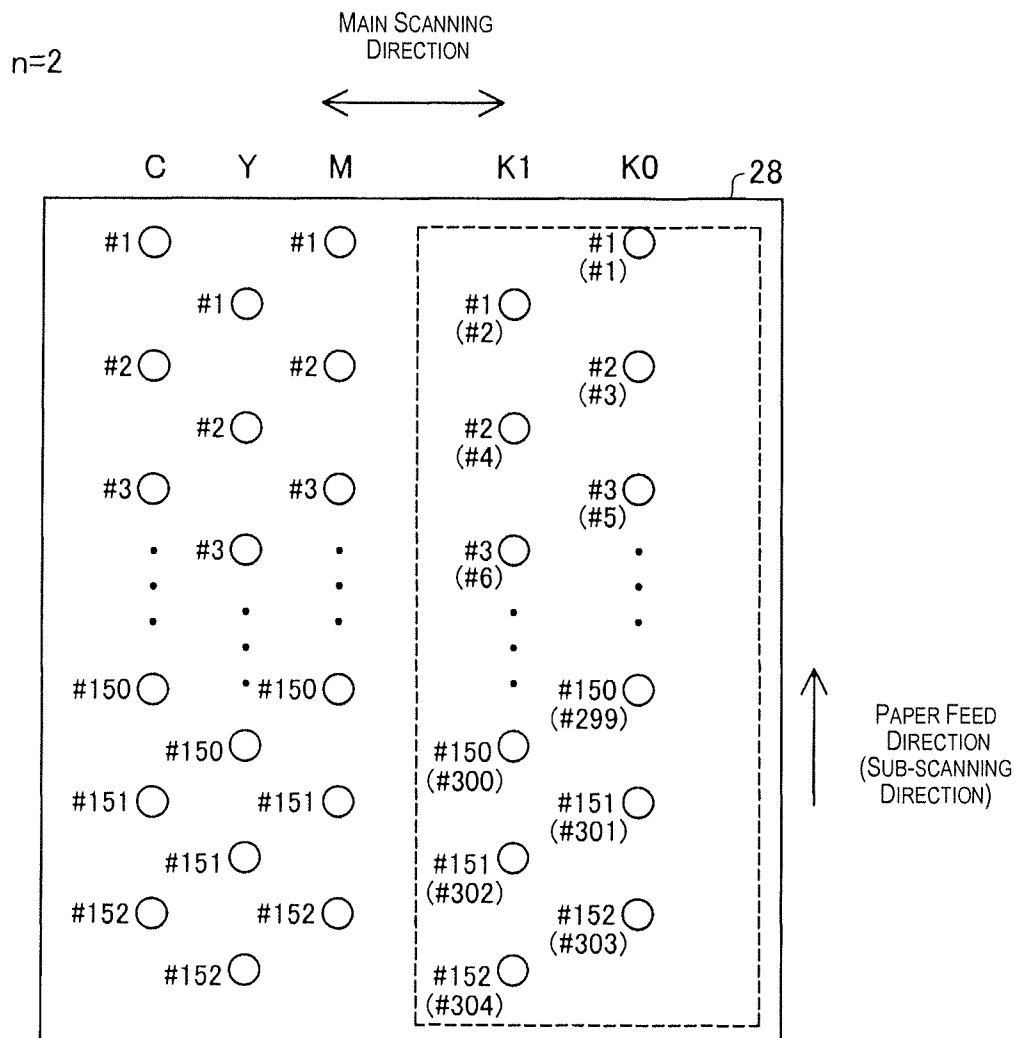 MAIN SCANNING
DIRECTION
n=2
C Y M K1 K0
28
#1 #1 #1
(#1)
#1 #1
(#2)
#2 #2 #2
(#3)
#2 #2
(#4)
#3 #3 #3
(#5)
#3 #3
(#6)
#150 #150 #150
(#299)
#150 #150
(#300)
#151 #151 #151
(#301)
#151 #151
(#302)
#152 #152 #152
(#303)
#152 #152
(#304)
PAPER FEED
DIRECTION
(SUB-SCANNING
DIRECTION)